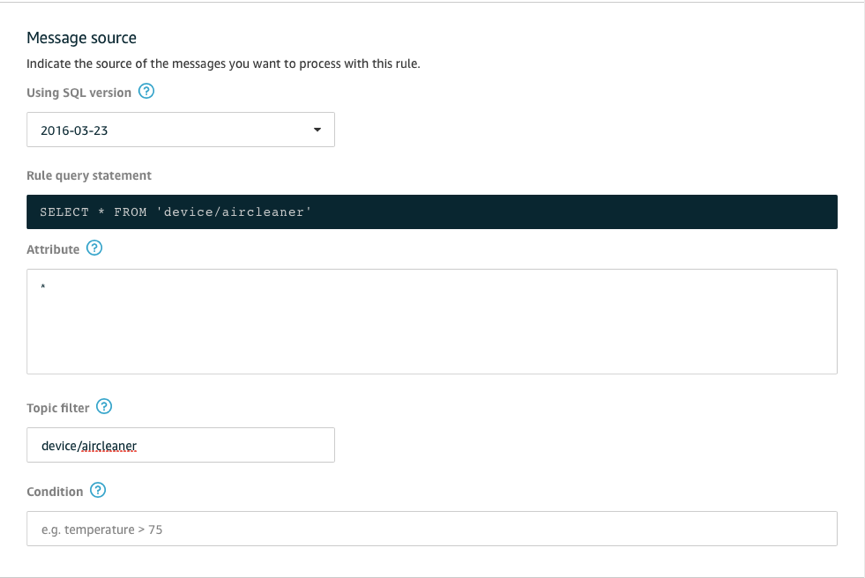 Message source
Indicate the source of the messages you want to process with this rule.
Using SQL version ?
2016-03-23
Rule query statement
SELECT * FROM 'device/aircleaner'
Attribute ?
*
Topic filter ?
device/aircleaner
Condition ?
e.g. temperature > 75